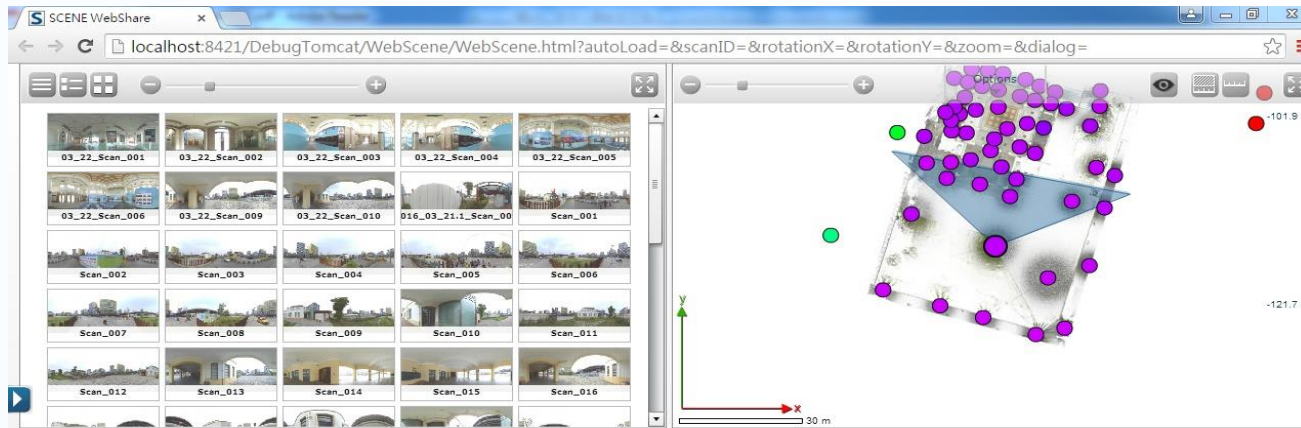 SCENE WebShare
localhost:8421/DebugTomcat/WebScene/WebScene.html?autoLoad=&scanID=&rotationX=&rotationY=&zoom=&dialog=
Options
03_22_Scan_001 03_22_Scan_002 03_22_Scan_003 03_22_Scan_004 03_22_Scan_005
-101.9
03_22_Scan_006 03_22_Scan_009 03_22_Scan_010 016_03_21.1_Scan_00 Scan_001
Scan_002 Scan_003 Scan_004 Scan_005 Scan_006
y
-121.7
Scan_007 Scan_008 Scan_009 Scan_010 Scan_011
Scan_012 Scan_013 Scan_014 Scan_015 Scan_016
x
30 m